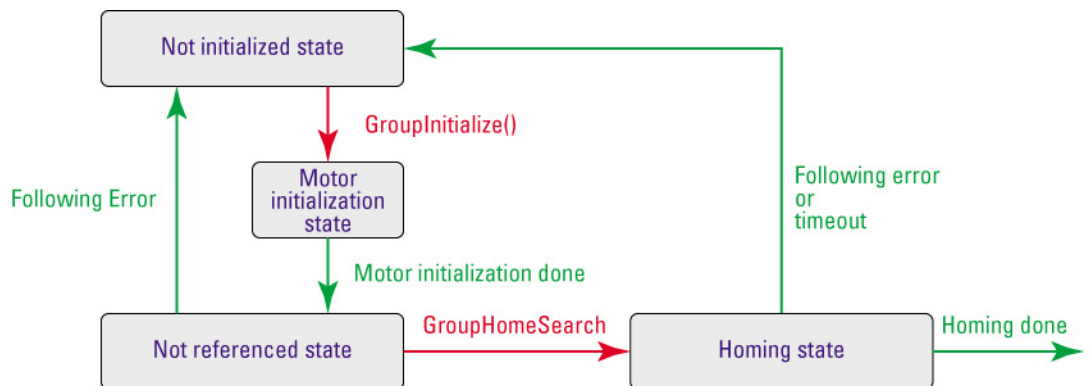 Not initialized state
GroupInitialize()
Motor
initialization
state
Following Error
Following error
or
timeout
Motor initialization done
GroupHomeSearch
Homing done
Not referenced state
Homing state